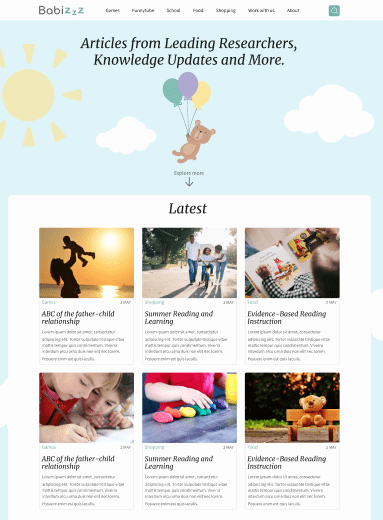 Babizzz
Games Funnytube School Food Shopping Work with us About
Articles from Leading Researchers,
Knowledge Updates and More.
Explore more
Latest
Games 3 MAY
ABC of the father-child
relationship
Lorem ipsum dolor sit amet, consectetur
adipiscing elit. Tortor vulputate tristique vitae
mattis tempor quis condimentum. Viverra
interdum arcu urna duis non elit nec lorem.
Posuere enim dui quis iaculis.
Shopping 3 MAY
Summer Reading and
Learning
Lorem ipsum dolor sit amet, consectetur
adipiscing elit. Tortor vulputate tristique vitae
mattis tempor quis condimentum. Viverra
interdum arcu urna duis non elit nec lorem.
Posuere enim dui quis iaculis.
Food 3 MAY
Evidence-Based Reading
Instruction
Lorem ipsum dolor sit amet, consectetur
adipiscing elit. Tortor vulputate tristique vitae
mattis tempor quis condimentum. Viverra
interdum arcu urna duis non elit nec lorem.
Posuere enim dui quis iaculis.
Games 3 MAY
ABC of the father-child
relationship
Lorem ipsum dolor sit amet, consectetur
adipiscing elit. Tortor vulputate tristique vitae
mattis tempor quis condimentum. Viverra
interdum arcu urna duis non elit nec lorem.
Posuere enim dui quis iaculis.
Shopping 3 MAY
Summer Reading and
Learning
Lorem ipsum dolor sit amet, consectetur
adipiscing elit. Tortor vulputate tristique vitae
mattis tempor quis condimentum. Viverra
interdum arcu urna duis non elit nec lorem.
Posuere enim dui quis iaculis.
Food 3 MAY
Evidence-Based Reading
Instruction
Lorem ipsum dolor sit amet, consectetur
adipiscing elit. Tortor vulputate tristique vitae
mattis tempor quis condimentum. Viverra
interdum arcu urna duis non elit nec lorem.
Posuere enim dui quis iaculis.